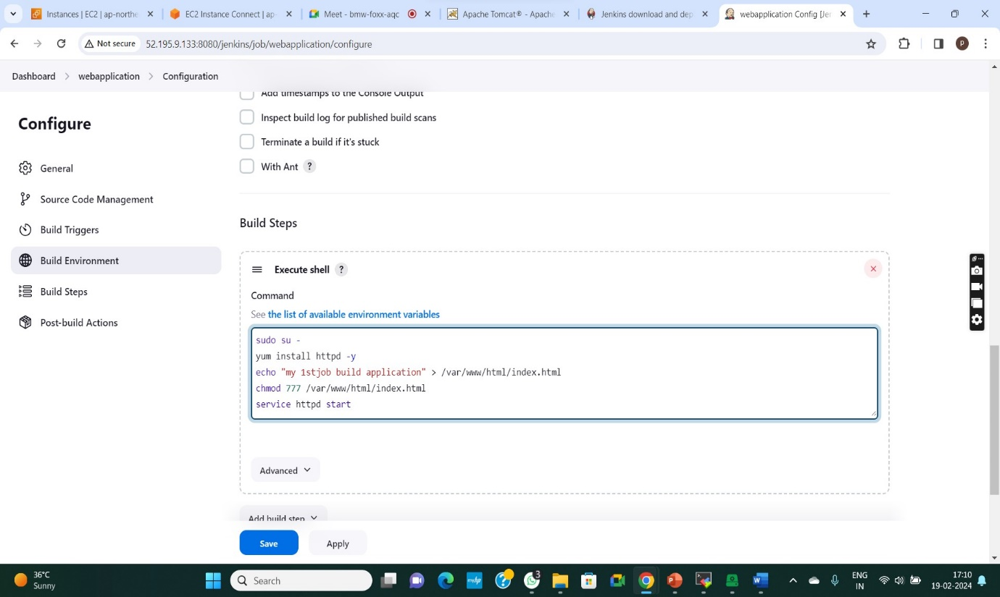 Instances | EC2 | ap-northe
EC2 Instance Connect | ap-
Meet - bmw-foxx-aqc
Apache Tomcat® - Apache
Jenkins download and dep
webapplication Config [Jen
Not secure
52.195.9.133:8080/jenkins/job/webapplication/configure
P
Dashboard > webapplication > Configuration
Configure
General
Source Code Management
Build Triggers
Build Environment
Build Steps
Post-build Actions
Add timestamps to the Console Output
Inspect build log for published build scans
Terminate a build if it's stuck
With Ant ?
Build Steps
Execute shell ?
Command
See the list of available environment variables
sudo su -
yum install httpd -y
echo "my 1stjob build application" > /var/www/html/index.html
chmod 777 /var/www/html/index.html
service httpd start
Advanced
Add build step
Save
Apply
36°C
Sunny
Search
myhp
3
ENG
IN
17:10
19-02-2024